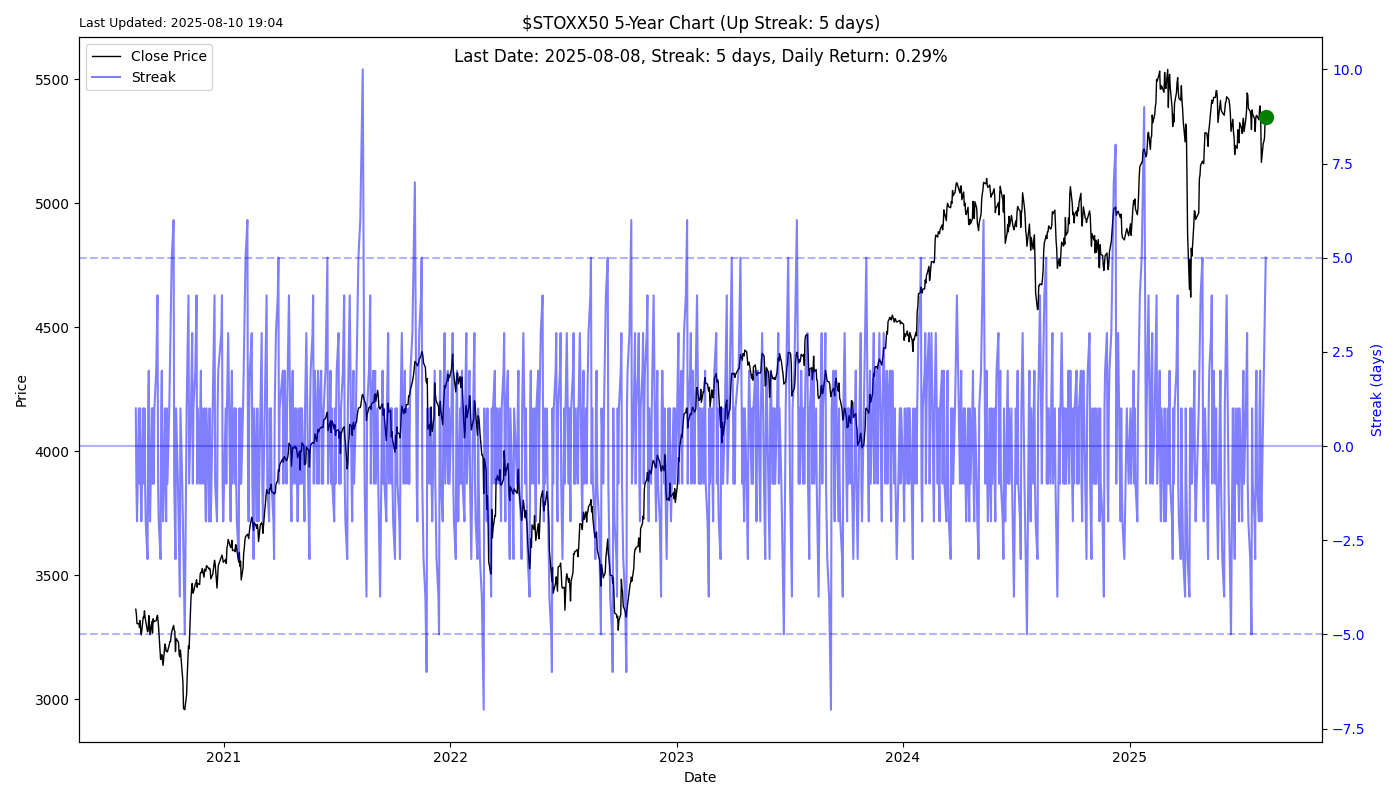 Last Updated: 2025-08-10 19:04
$STOXX50 5-Year Chart (Up Streak: 5 days)
Last Date: 2025-08-08, Streak: 5 days, Daily Return: 0.29%
Close Price
Streak
5500
5000
4500
4000
3500
3000
Price
10.0
7.5
5.0
2.5
0.0
−2.5
−5.0
−7.5
Streak (days)
2021
2022
2023
2024
2025
Date